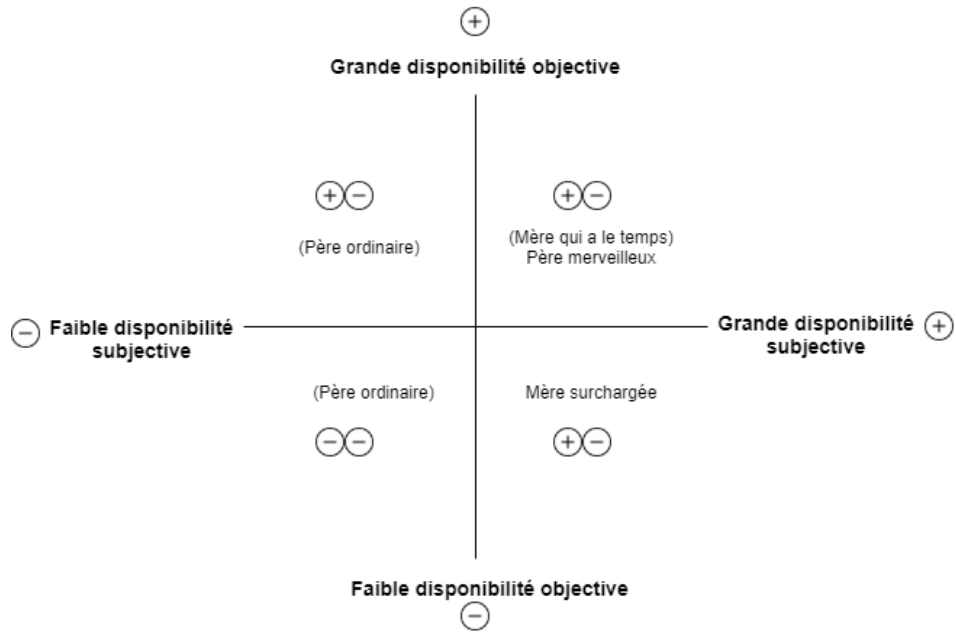 +
Grande disponibilité objective
+ − + −
(Père ordinaire) (Mère qui a le temps)
Père merveilleux
− Faible disponibilité Grande disponibilité +
subjective subjective
(Père ordinaire) Mère surchargée
− − + −
Faible disponibilité objective
−